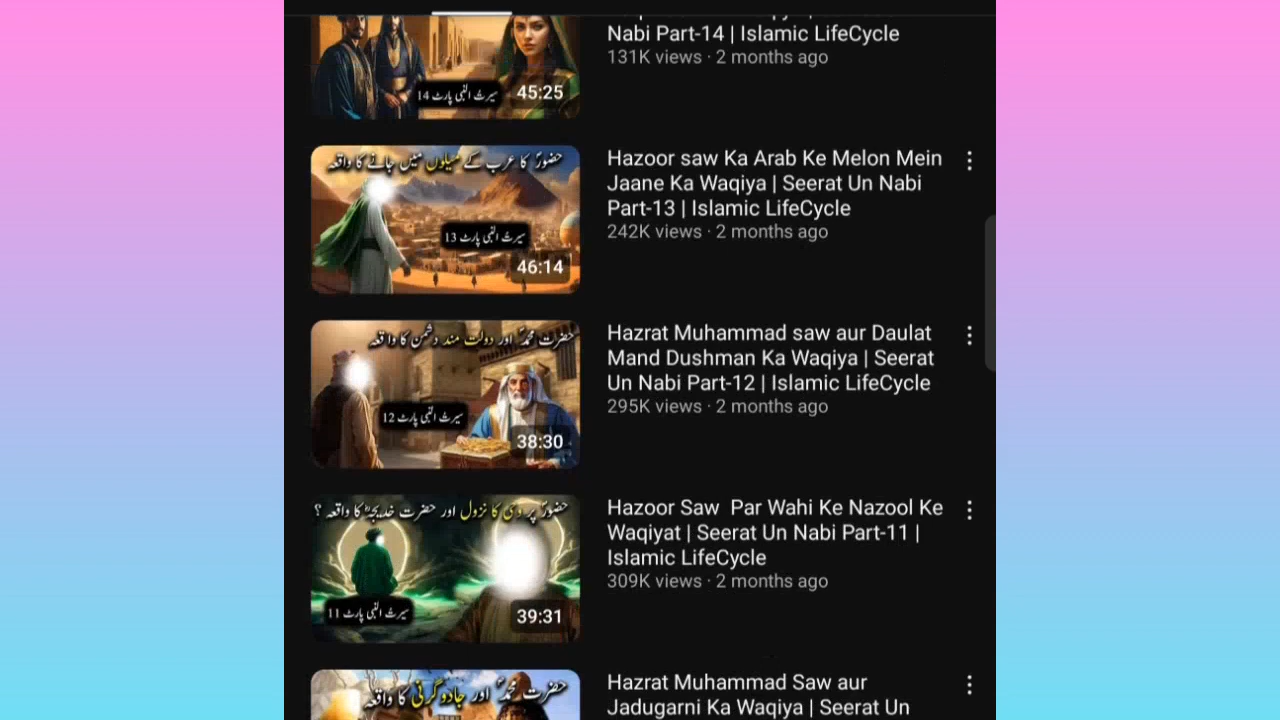 Nabi Part-14 | Islamic LifeCycle
131K views · 2 months ago
سیرت النبی پارٹ 14
45:25
حضورؐ کا عرب کے میلوں میں جانے کا واقعہ
سیرت النبی پارٹ 13
46:14
Hazoor saw Ka Arab Ke Melon Mein
Jaane Ka Waqiya | Seerat Un Nabi
Part-13 | Islamic LifeCycle
242K views · 2 months ago
حضرت محمدؐ اور دولت مند دشمن کا واقعہ
سیرت النبی پارٹ 12
38:30
Hazrat Muhammad saw aur Daulat
Mand Dushman Ka Waqiya | Seerat
Un Nabi Part-12 | Islamic LifeCycle
295K views · 2 months ago
حضورؐ پر وحی کا نزول اور حضرت خدیجہؓ کا واقعہ ؟
سیرت النبی پارٹ 11
39:31
Hazoor Saw Par Wahi Ke Nazool Ke
Waqiyat | Seerat Un Nabi Part-11 |
Islamic LifeCycle
309K views · 2 months ago
حضرت محمدؐ اور جادوگرنی کا واقعہ
Hazrat Muhammad Saw aur
Jadugarni Ka Waqiya | Seerat Un